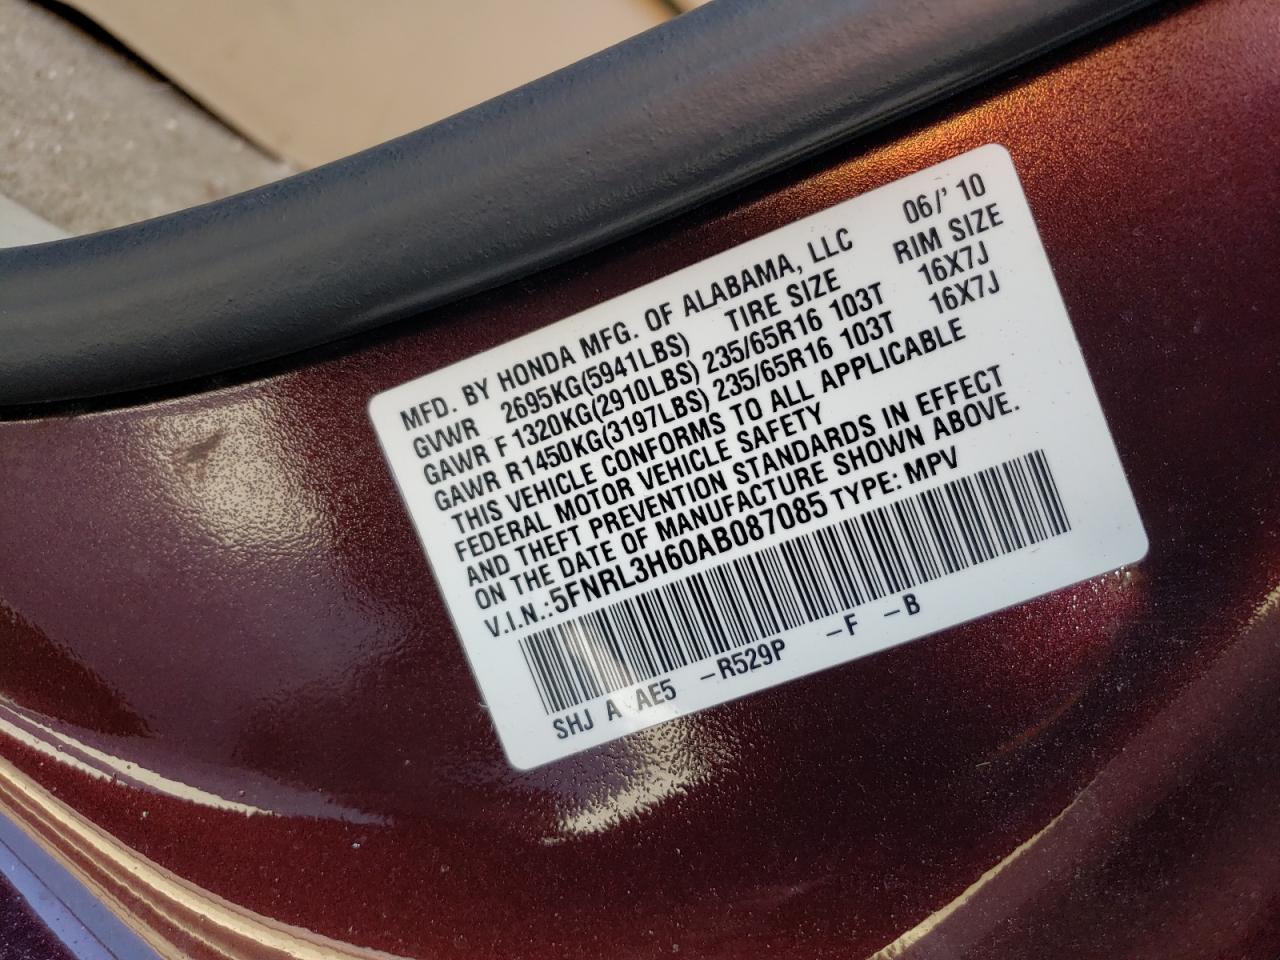 MFD. BY HONDA MFG. OF ALABAMA, LLC 06/' 10
GVWR 2695KG(5941LBS) TIRE SIZE RIM SIZE
GAWR F 1320KG(2910LBS) 235/65R16 103T 16X7J
GAWR R1450KG(3197LBS) 235/65R16 103T 16X7J
THIS VEHICLE CONFORMS TO ALL APPLICABLE
FEDERAL MOTOR VEHICLE SAFETY
AND THEFT PREVENTION STANDARDS IN EFFECT
ON THE DATE OF MANUFACTURE SHOWN ABOVE.
V.I.N.:5FNRL3H60AB087085 TYPE: MPV
SHJ A AE5 -R529P -F -B